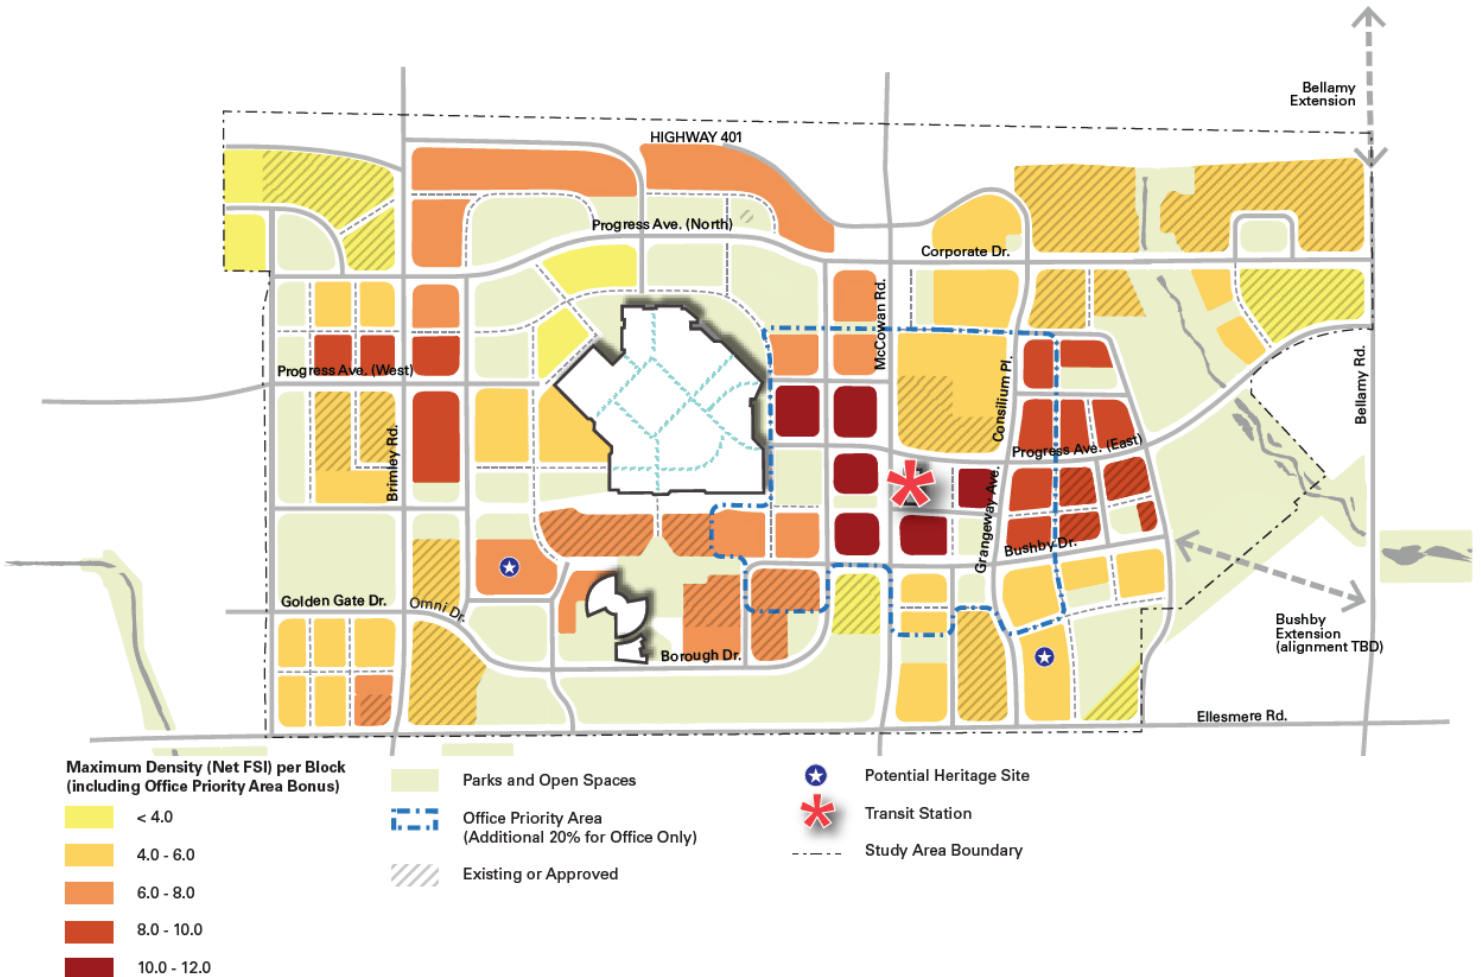 Bellamy
Extension
HIGHWAY 401
Progress Ave. (North)
Corporate Dr.
McCowan Rd.
Progress Ave. (West)
Consilium Pl.
Bellamy Rd.
Brimley Rd.
Progress Ave. (East)
Grangeway Ave.
Bushby Dr.
Golden Gate Dr.
Omni Dr.
Bushby
Extension
(alignment TBD)
Borough Dr.
Ellesmere Rd.
Maximum Density (Net FSI) per Block
(including Office Priority Area Bonus)
< 4.0
4.0 - 6.0
6.0 - 8.0
8.0 - 10.0
10.0 - 12.0
Parks and Open Spaces
Office Priority Area
(Additional 20% for Office Only)
Existing or Approved
Potential Heritage Site
Transit Station
Study Area Boundary